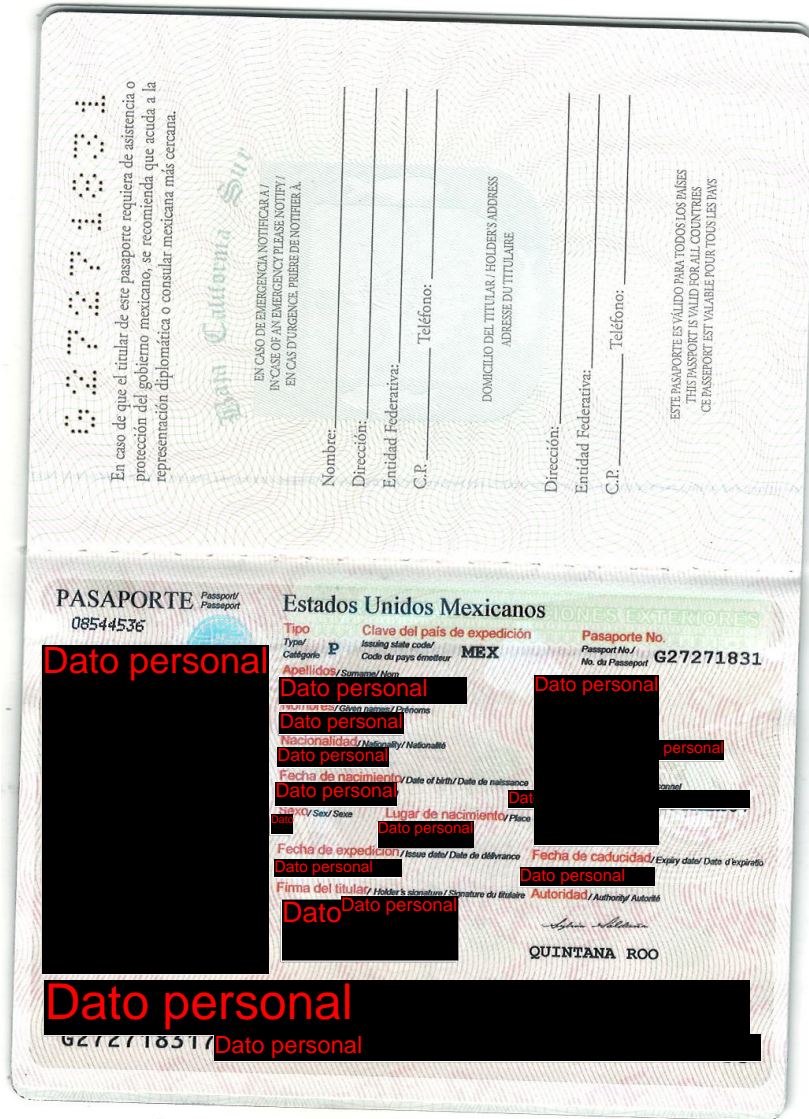 G27271831
En caso de que el titular de este pasaporte requiera de asistencia o
protección del gobierno mexicano, se recomienda que acuda a la
representación diplomática o consular mexicana más cercana.
Baja California Sur
EN CASO DE EMERGENCIA NOTIFICAR A /
IN CASE OF AN EMERGENCY PLEASE NOTIFY /
EN CAS D'URGENCE. PRIÈRE DE NOTIFIER À.
Nombre:
Dirección:
Entidad Federativa:
C.P. Teléfono:
DOMICILIO DEL TITULAR / HOLDER'S ADDRESS
ADRESSE DU TITULAIRE
Dirección:
Entidad Federativa:
C.P. Teléfono:
ESTE PASAPORTE ES VÁLIDO PARA TODOS LOS PAÍSES
THIS PASSPORT IS VALID FOR ALL COUNTRIES
CE PASSEPORT EST VALABLE POUR TOUS LES PAYS
PASAPORTE Passport/ Passeport
08544536
Estados Unidos Mexicanos
EXTERIORES
Tipo Type/ Catégorie P
Clave del país de expedición Issuing state code/ Code du pays émetteur MEX
Pasaporte No. Passport No./ No. du Passeport G27271831
Dato personal
Apellidos/ Surname/ Nom
Dato personal
Dato personal
Nombres/ Given names/ Prénoms
Dato personal
Nacionalidad/ Nationality/ Nationalité
Dato personal
personal
Fecha de nacimiento/ Date of birth/ Date de naissance
Dato personal
Dato
Sexo/ Sex/ Sexe Lugar de nacimiento/ Place
Dato
Dato personal
Fecha de expedición/ Issue date/ Date de délivrance Fecha de caducidad/ Expiry date/ Date d'expiratio
Dato personal
Dato personal
Firma del titular/ Holder's signature/ Signature du titulaire Autoridad/ Authority/ Autorité
Dato Dato personal
QUINTANA ROO
Dato personal
G272718317
Dato personal